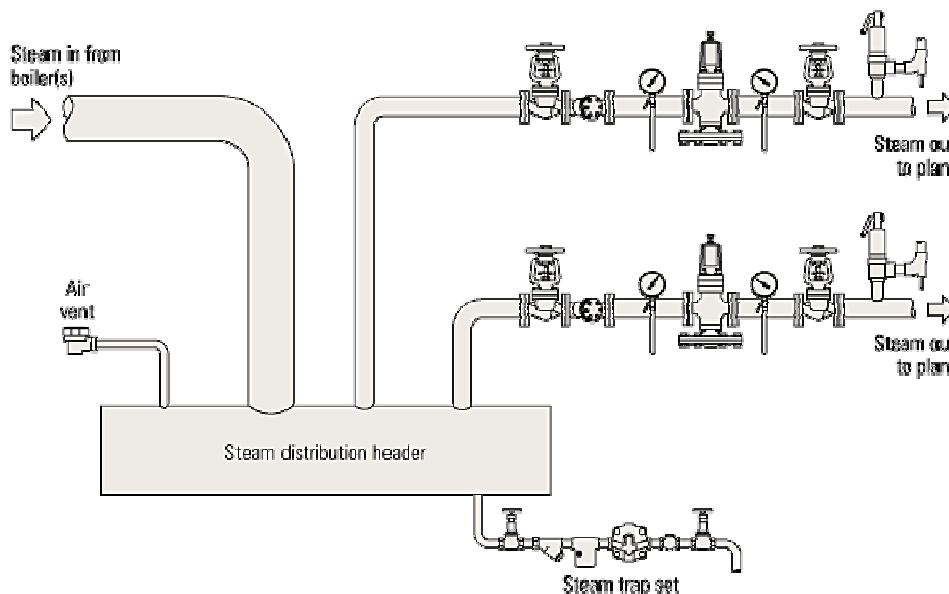 Steam in from
boiler(s)
Steam ou
to plan
Air
vent
Steam ou
to plan
Steam distribution header
Steam trap set